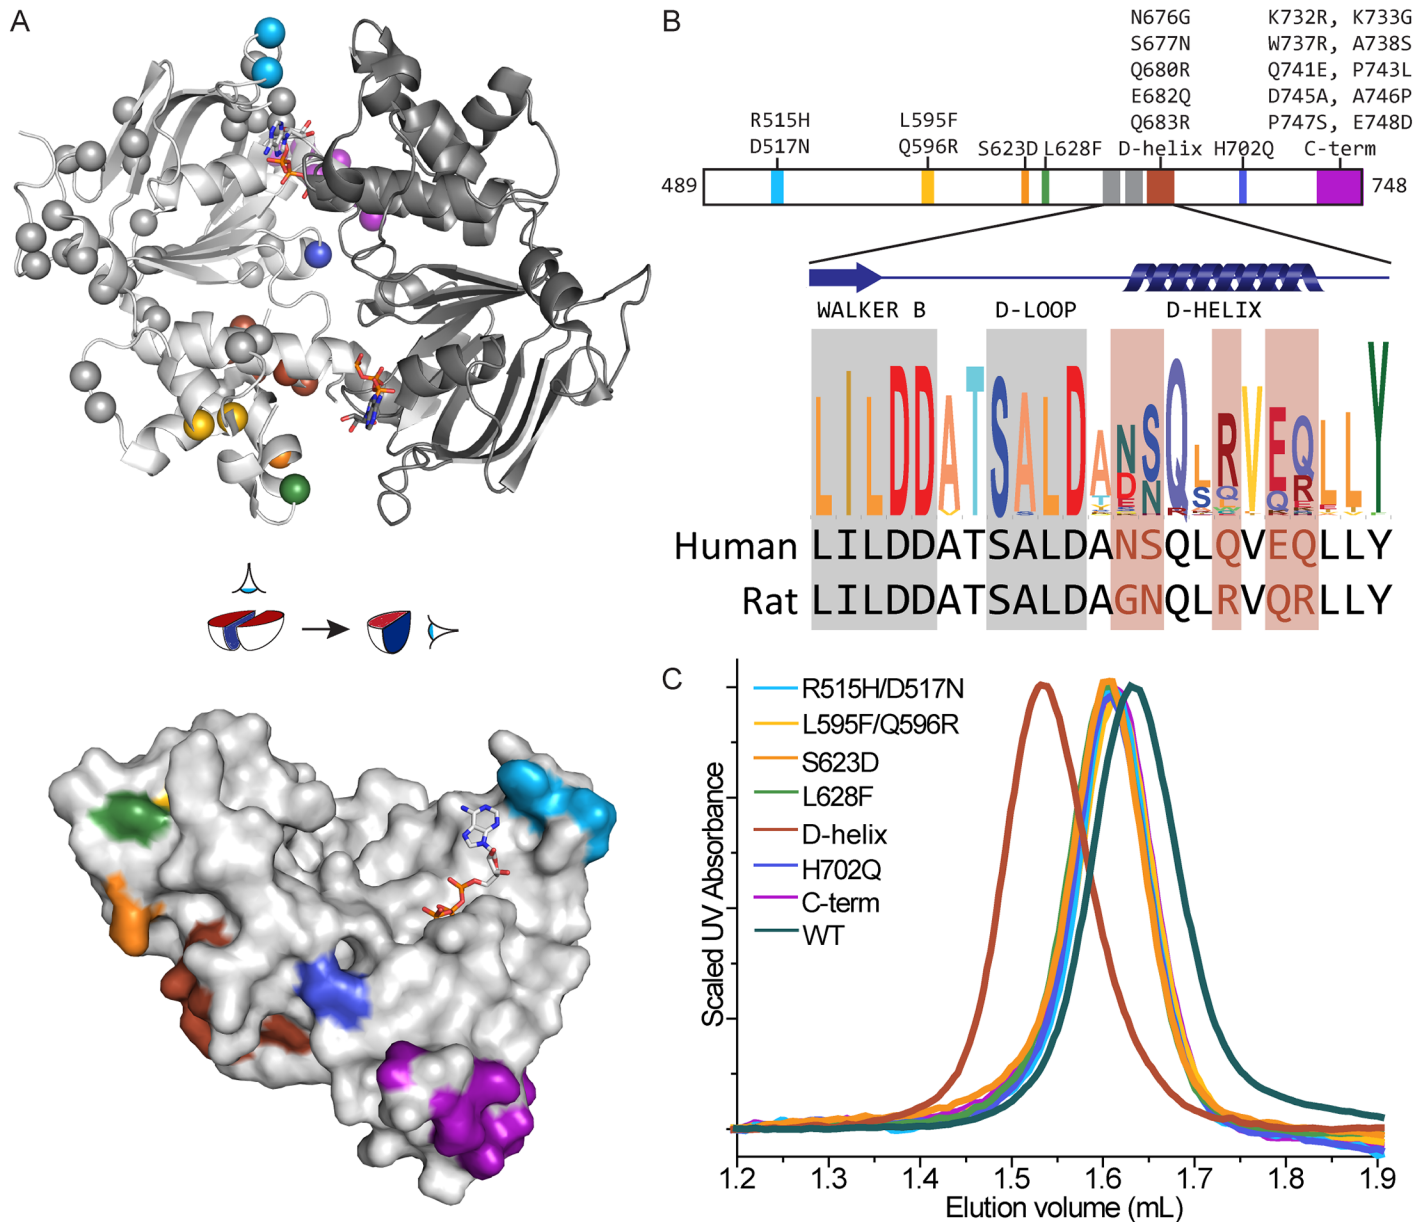 A
B
N676G K732R, K733G
S677N W737R, A738S
Q680R Q741E, P743L
E682Q D745A, A746P
R515H L595F Q683R P747S, E748D
D517N Q596R S623D L628F D-helix H702Q C-term
489 748
WALKER B D-LOOP D-HELIX
Human LILDDATSALDANSQLQVEQLLY
Rat LILDDATSALDAGNQLRVQRLLY
C
R515H/D517N
L595F/Q596R
S623D
L628F
D-helix
H702Q
C-term
WT
Scaled UV Absorbance
1.2 1.3 1.4 1.5 1.6 1.7 1.8 1.9
Elution volume (mL)